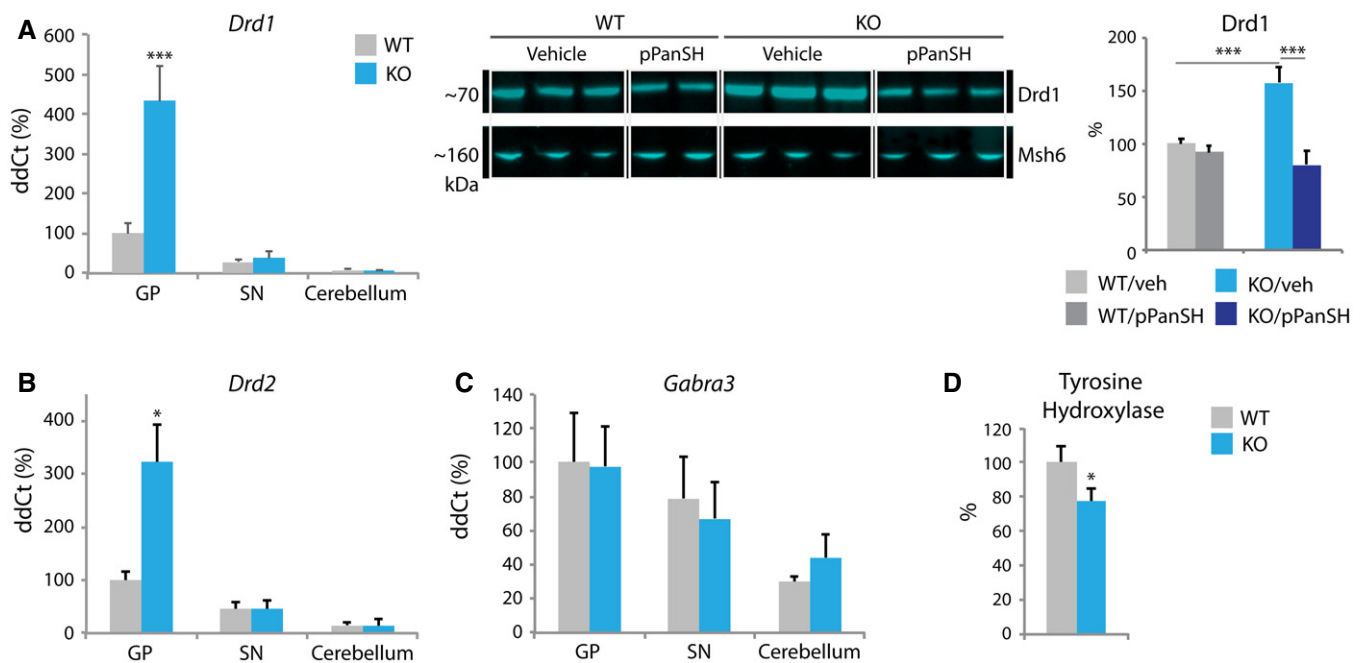 A
Drd1
ddCt (%)
600
500
400
300
200
100
0
***
WT
KO
GP
SN
Cerebellum
WT
KO
Vehicle
pPanSH
Vehicle
pPanSH
~70
Drd1
~160
Msh6
kDa
Drd1
%
200
150
100
50
0
***
***
WT/veh
KO/veh
WT/pPanSH
KO/pPanSH
B
Drd2
ddCt (%)
400
300
200
100
0
*
GP
SN
Cerebellum
C
Gabra3
ddCt (%)
140
120
100
80
60
40
20
0
GP
SN
Cerebellum
D
Tyrosine
Hydroxylase
%
120
100
80
60
40
20
0
*
WT
KO